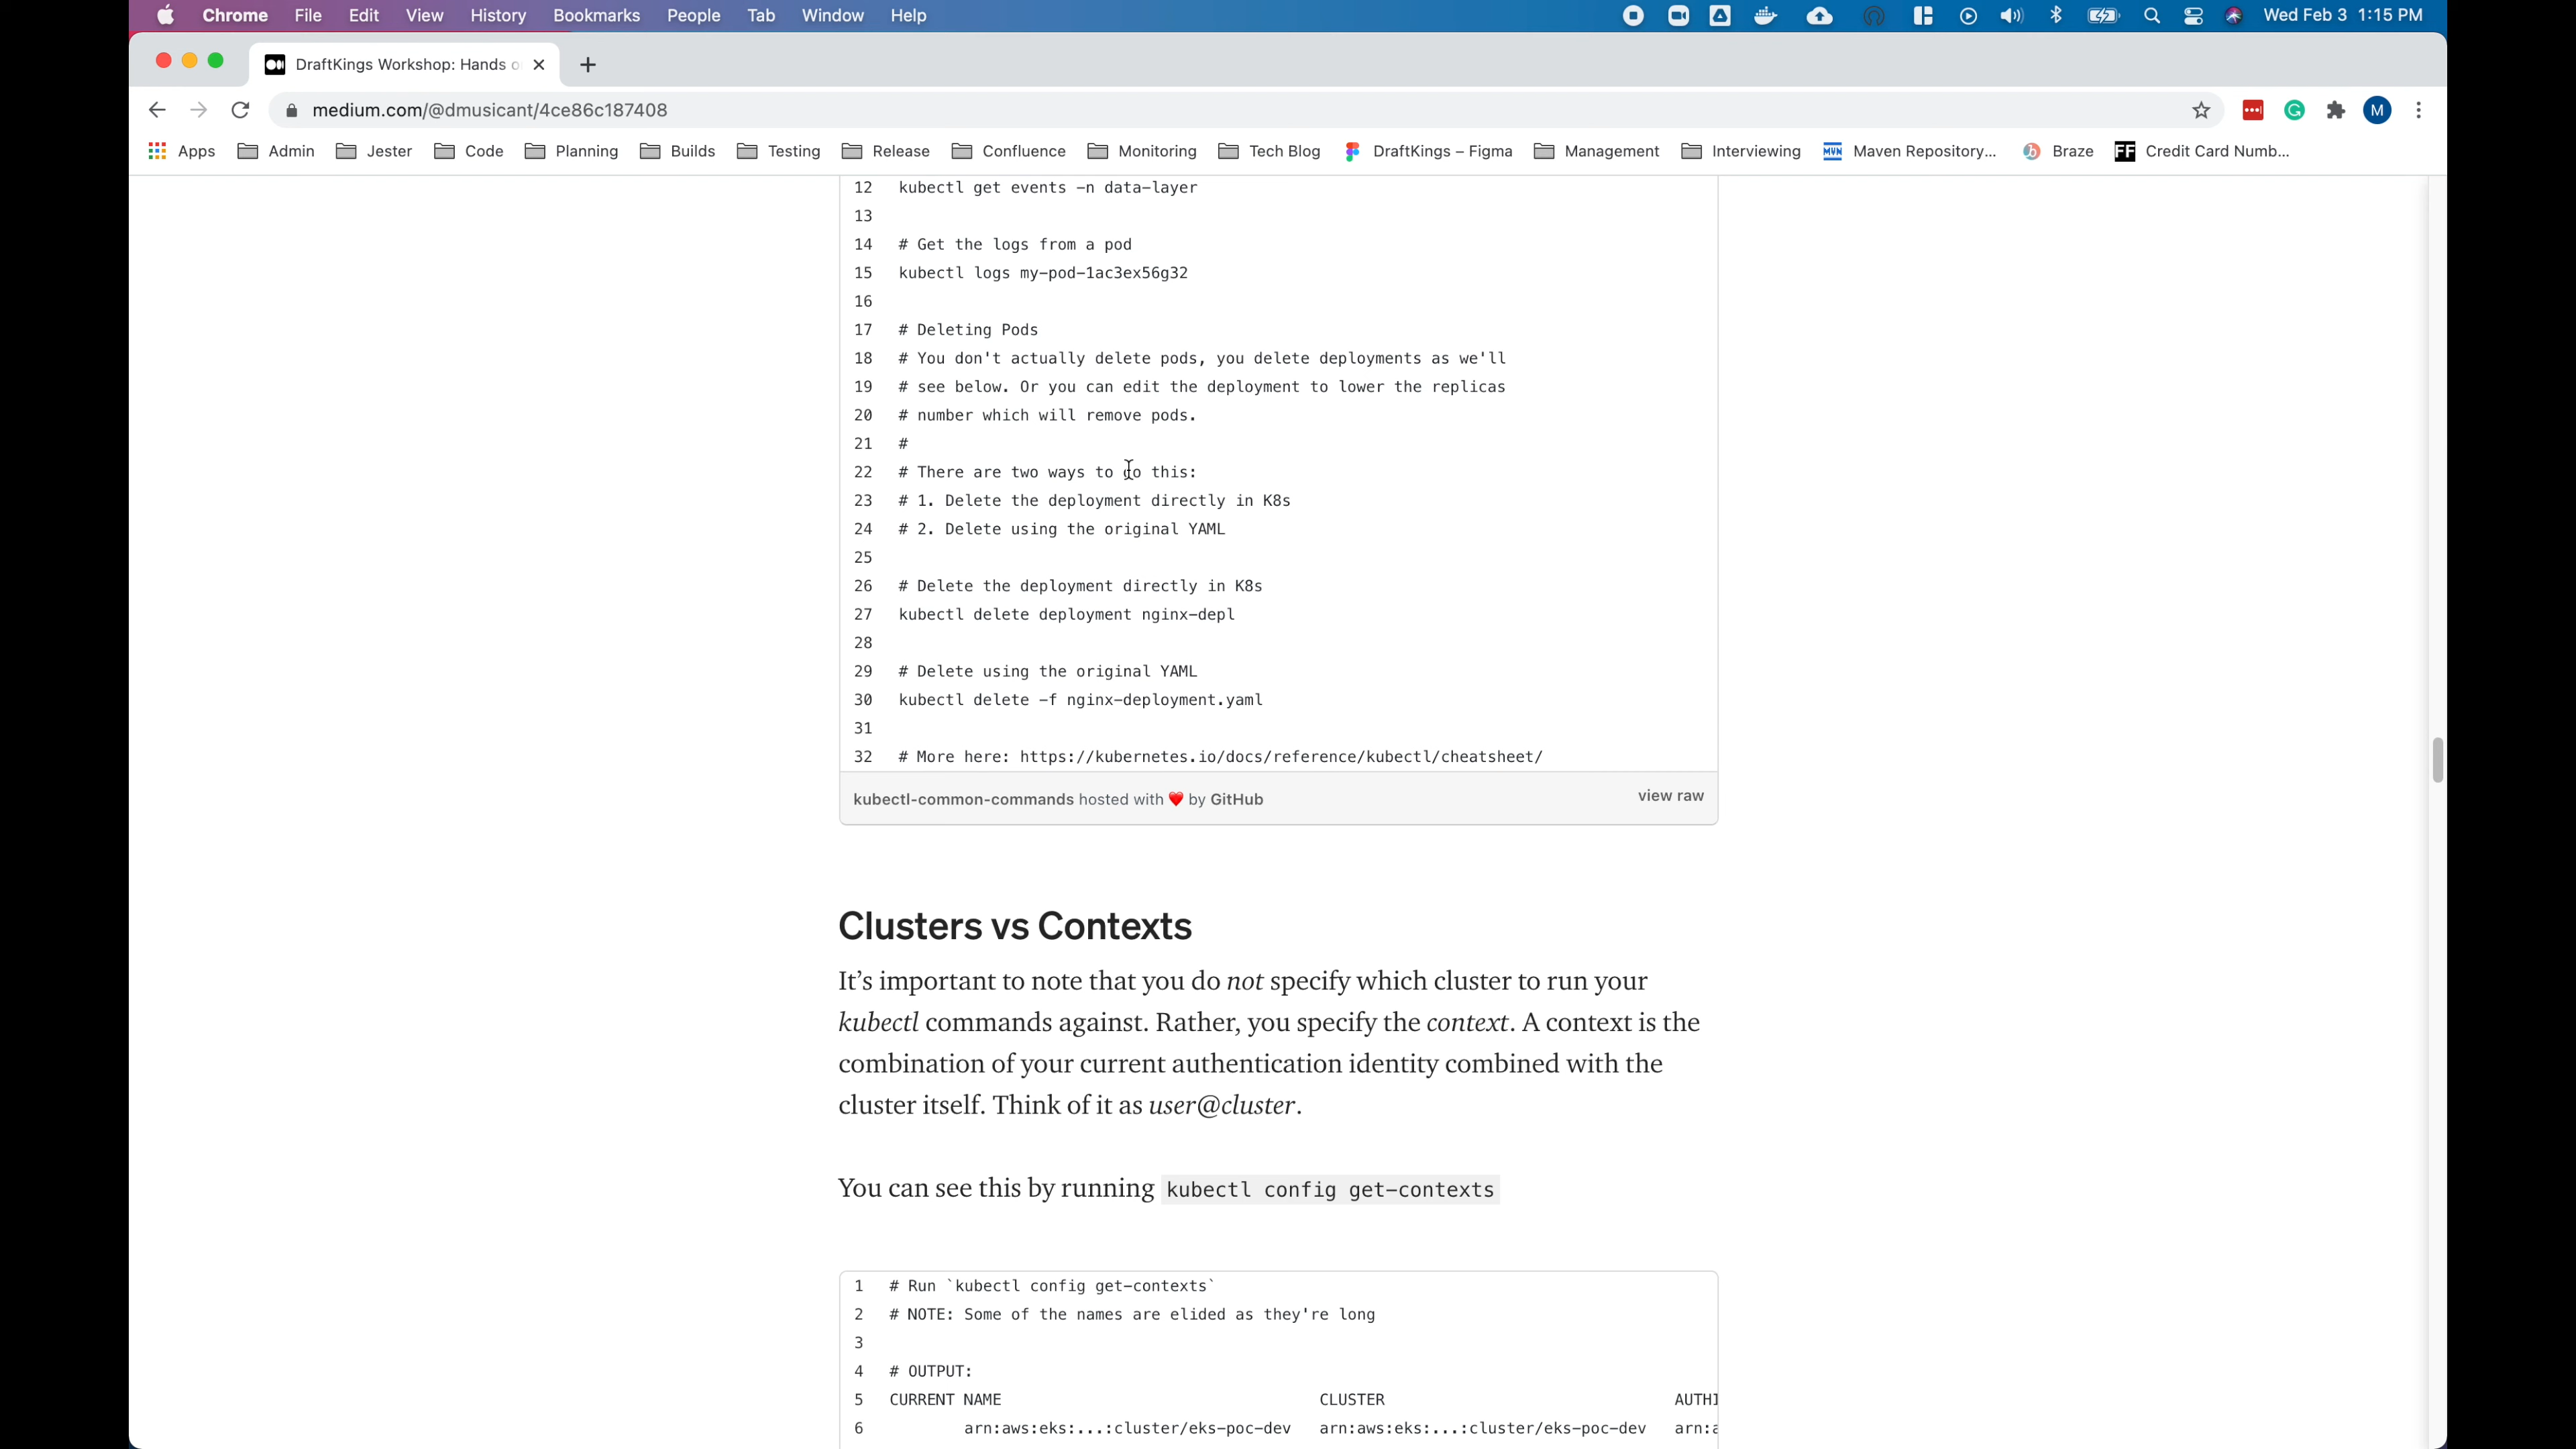 Chrome File Edit View History Bookmarks People Tab Window Help Wed Feb 3 1:15 PM
DraftKings Workshop: Hands o
medium.com/@dmusicant/4ce86c187408 M
Apps Admin Jester Code Planning Builds Testing Release Confluence Monitoring Tech Blog DraftKings – Figma Management Interviewing MVN Maven Repository... Braze FF Credit Card Numb...
12 kubectl get events -n data-layer
13
14 # Get the logs from a pod
15 kubectl logs my-pod-1ac3ex56g32
16
17 # Deleting Pods
18 # You don't actually delete pods, you delete deployments as we'll
19 # see below. Or you can edit the deployment to lower the replicas
20 # number which will remove pods.
21 #
22 # There are two ways to do this:
23 # 1. Delete the deployment directly in K8s
24 # 2. Delete using the original YAML
25
26 # Delete the deployment directly in K8s
27 kubectl delete deployment nginx-depl
28
29 # Delete using the original YAML
30 kubectl delete -f nginx-deployment.yaml
31
32 # More here: https://kubernetes.io/docs/reference/kubectl/cheatsheet/
kubectl-common-commands hosted with ❤ by GitHub view raw
Clusters vs Contexts
It's important to note that you do not specify which cluster to run your
kubectl commands against. Rather, you specify the context. A context is the
combination of your current authentication identity combined with the
cluster itself. Think of it as user@cluster.
You can see this by running kubectl config get-contexts
1 # Run `kubectl config get-contexts`
2 # NOTE: Some of the names are elided as they're long
3
4 # OUTPUT:
5 CURRENT NAME CLUSTER AUTHI
6 arn:aws:eks:...:cluster/eks-poc-dev arn:aws:eks:...:cluster/eks-poc-dev arn:a